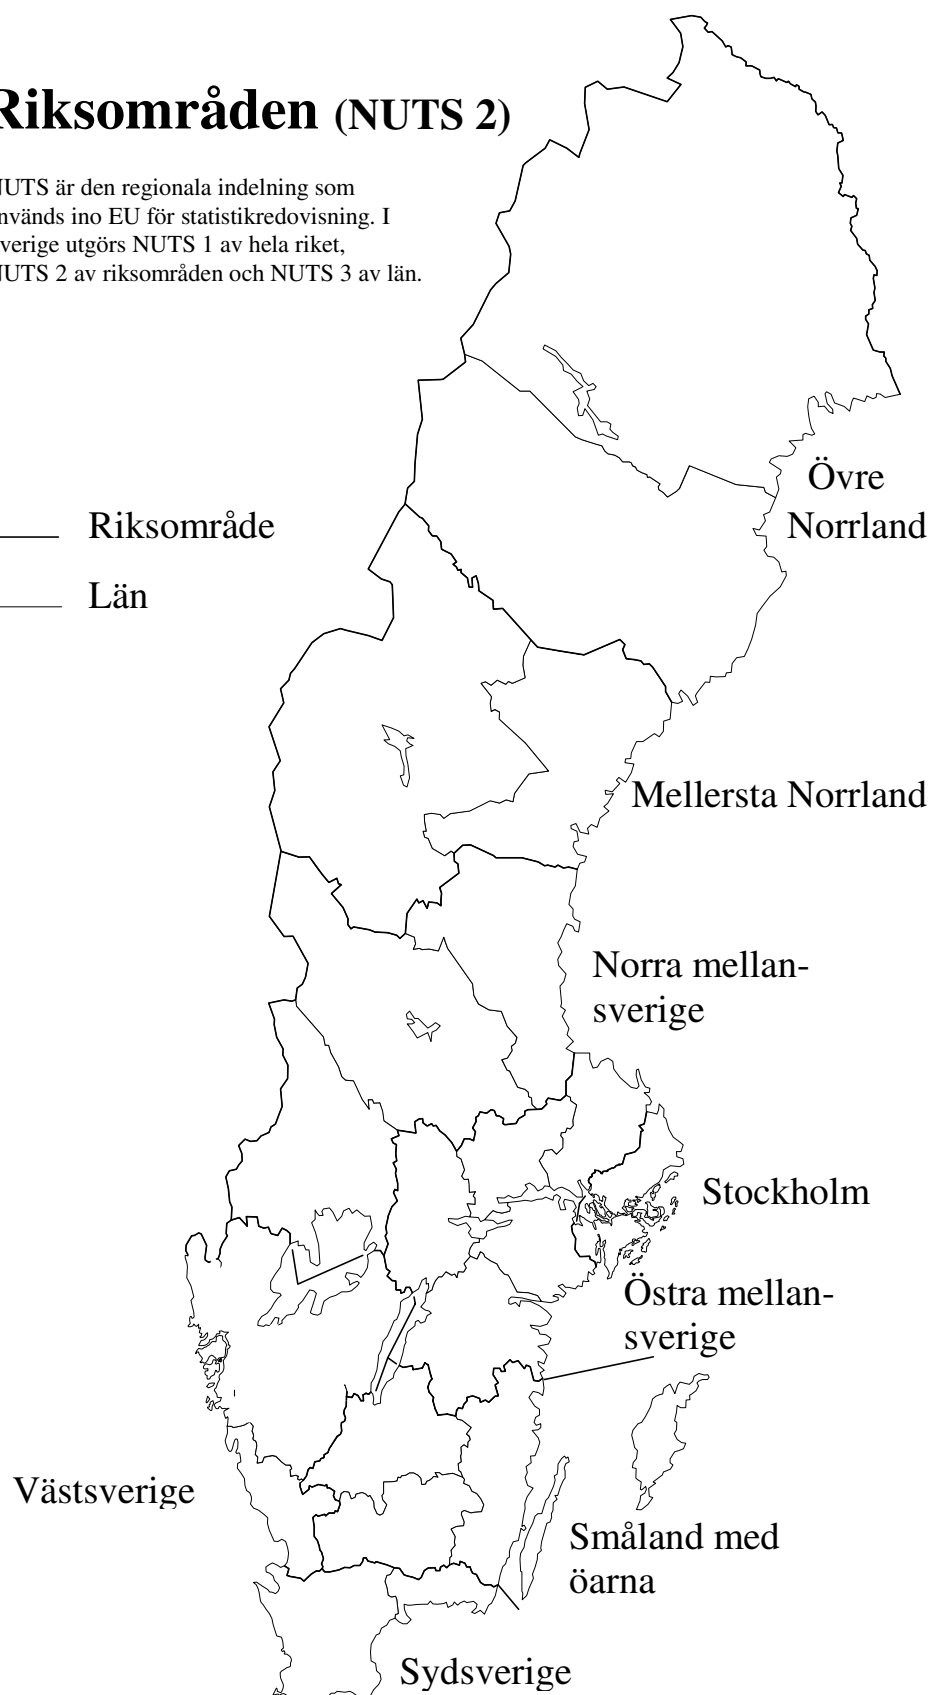 Riksområden (NUTS 2)
NUTS är den regionala indelning som
nvänds ino EU för statistikredovisning. I
verige utgörs NUTS 1 av hela riket,
NUTS 2 av riksområden och NUTS 3 av län.
Övre
Norrland
Riksområde
Län
Mellersta Norrland
Norra mellan-
sverige
Stockholm
Östra mellan-
sverige
Västsverige
Småland med
öarna
Sydsverige